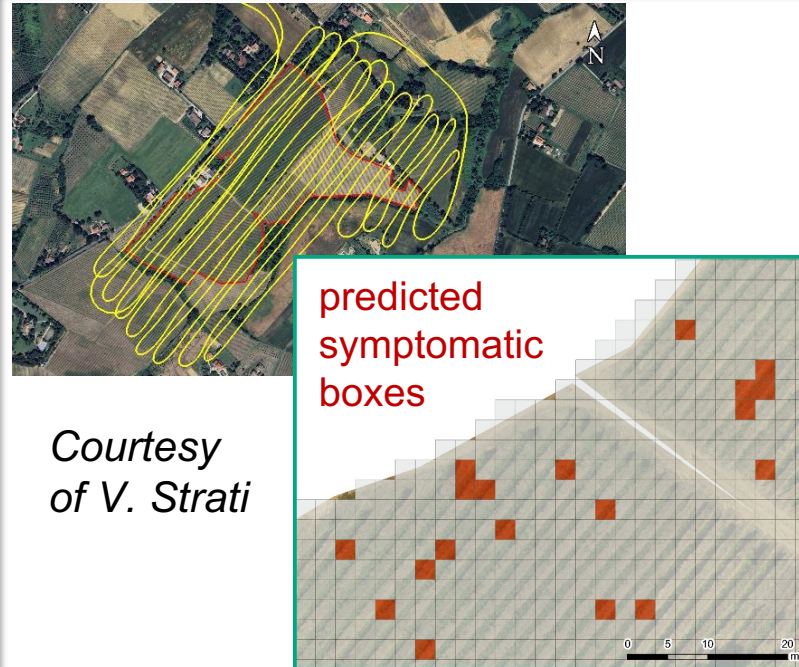 N
predicted
symptomatic
boxes
Courtesy
of V. Strati
0 5 10 20
m